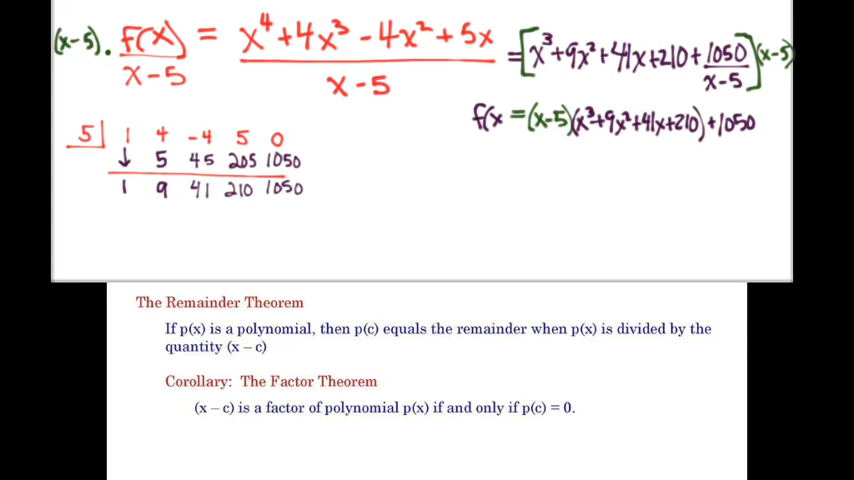 (x-5) · f(x)/(x-5) = (x⁴+4x³-4x²+5x)/(x-5) = [x³+9x²+41x+210+1050/(x-5)](x-5)
f(x = (x-5)(x³+9x²+41x+210)+1050
5| 1 4 -4 5 0
↓ 5 45 205 1050
1 9 41 210 1050
The Remainder Theorem
If p(x) is a polynomial, then p(c) equals the remainder when p(x) is divided by the
quantity (x – c)
Corollary: The Factor Theorem
(x – c) is a factor of polynomial p(x) if and only if p(c) = 0.